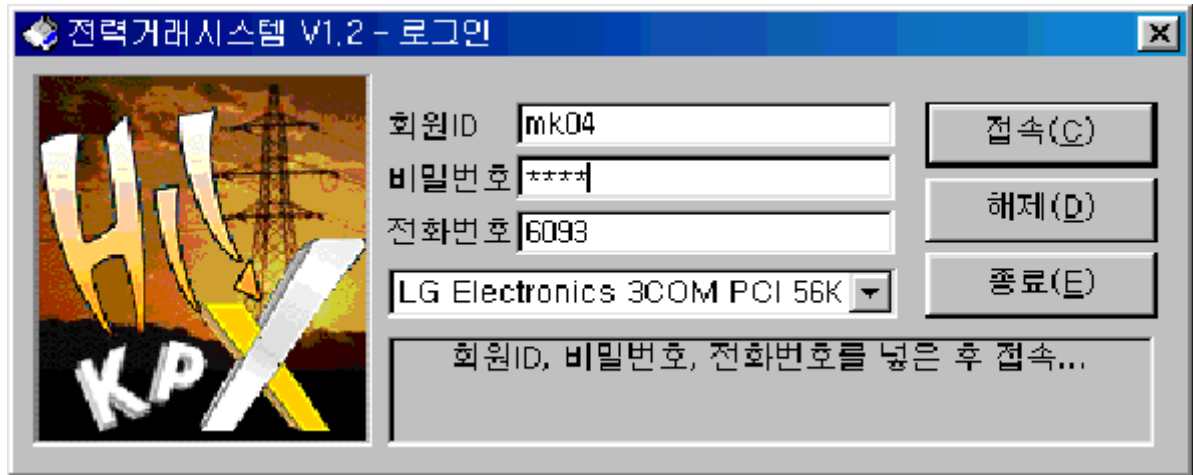 전력거래시스템 V1.2 - 로그인
회원ID mk04
비밀번호 ****
전화번호 6093
LG Electronics 3COM PCI 56K
접속(C)
해제(D)
종료(E)
회원ID, 비밀번호, 전화번호를 넣은 후 접속...
KPX